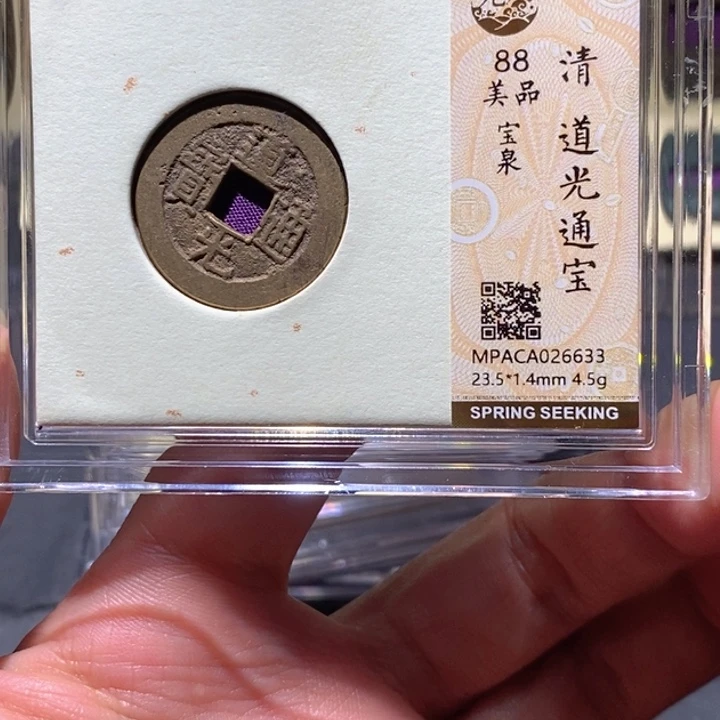 88
美品
宝泉
清 道光通宝
MPACA026633
23.5*1.4mm 4.5g
SPRING SEEKING
道光通寶